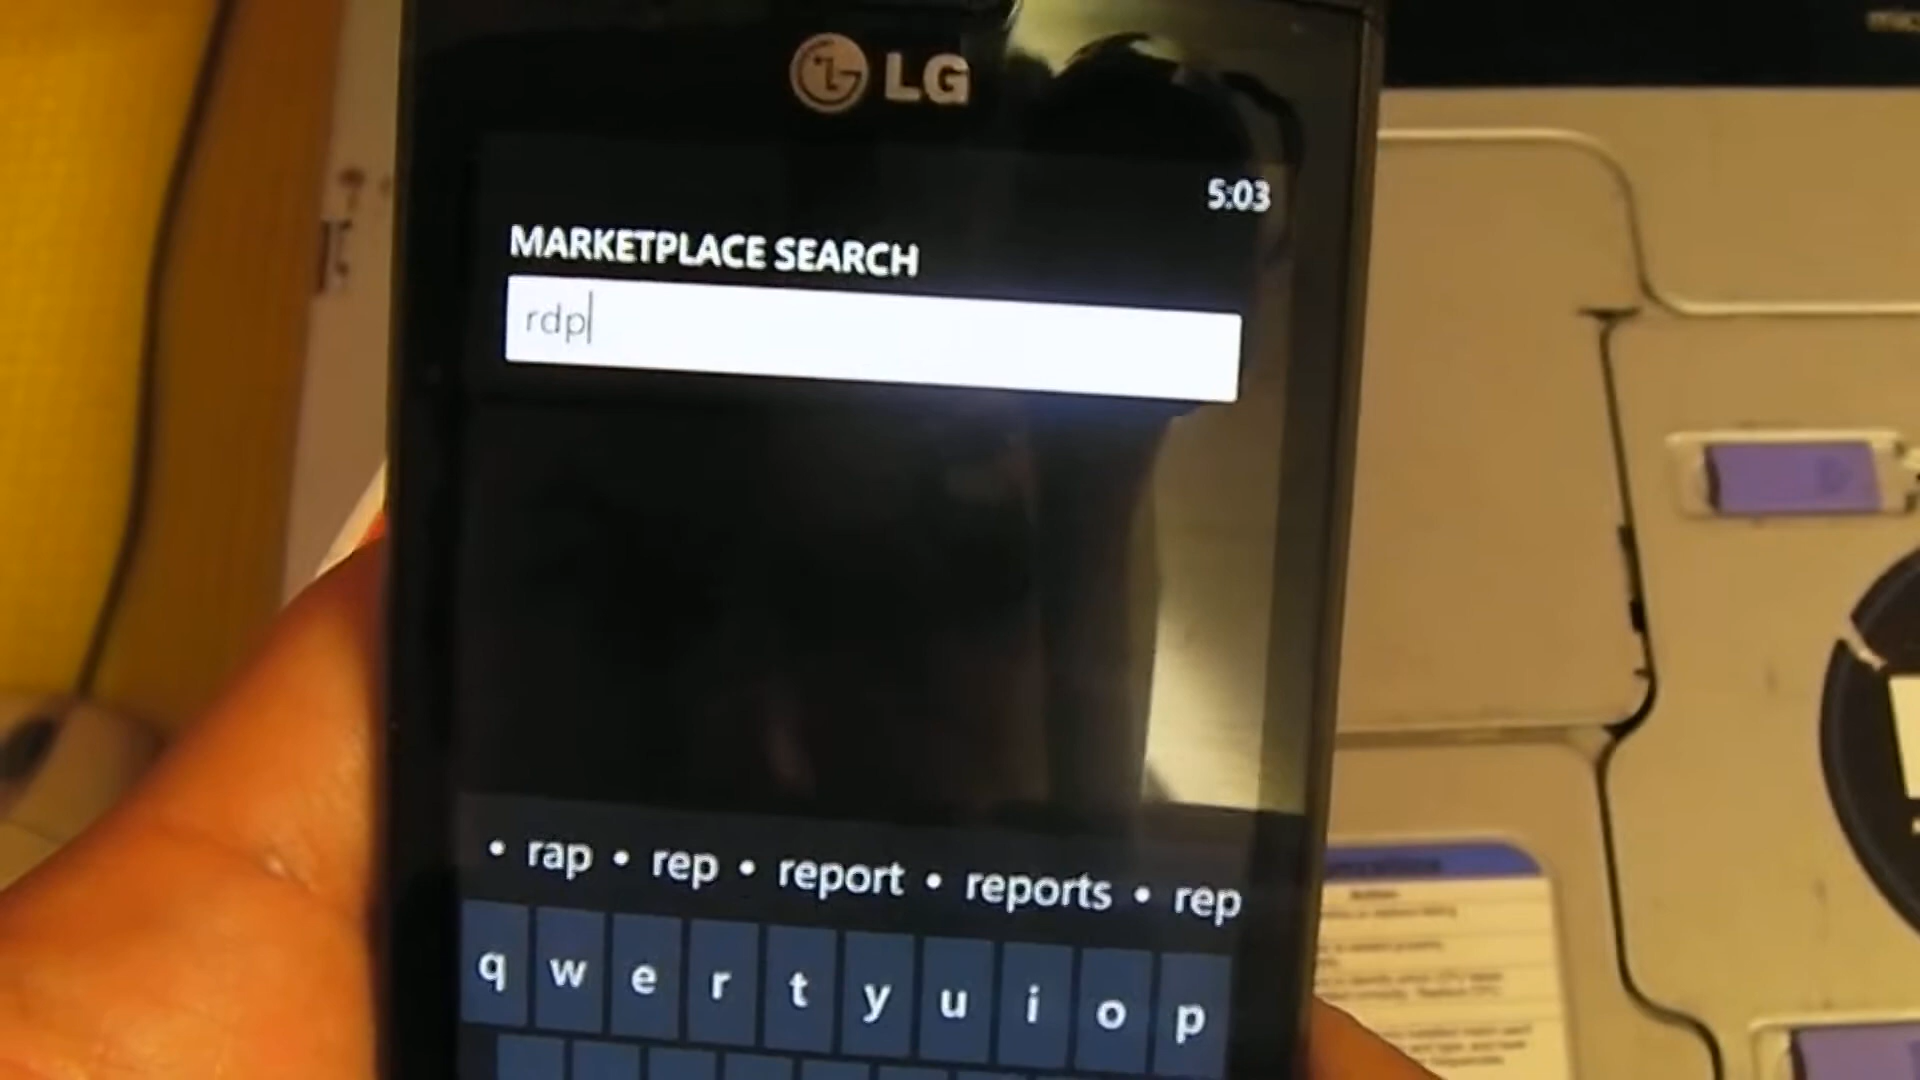 LG
5:03
MARKETPLACE SEARCH
rdp
• rap • rep • report • reports • rep
q w e r t y u i o p